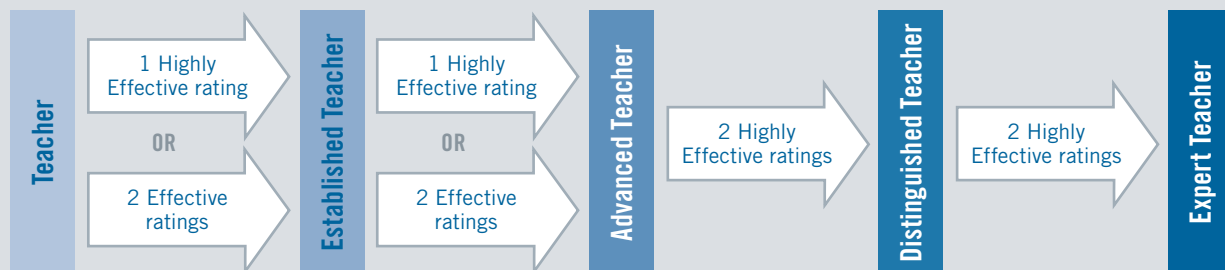 Teacher
1 Highly
Effective rating
OR
2 Effective
ratings
Established Teacher
1 Highly
Effective rating
OR
2 Effective
ratings
Advanced Teacher
2 Highly
Effective ratings
Distinguished Teacher
2 Highly
Effective ratings
Expert Teacher